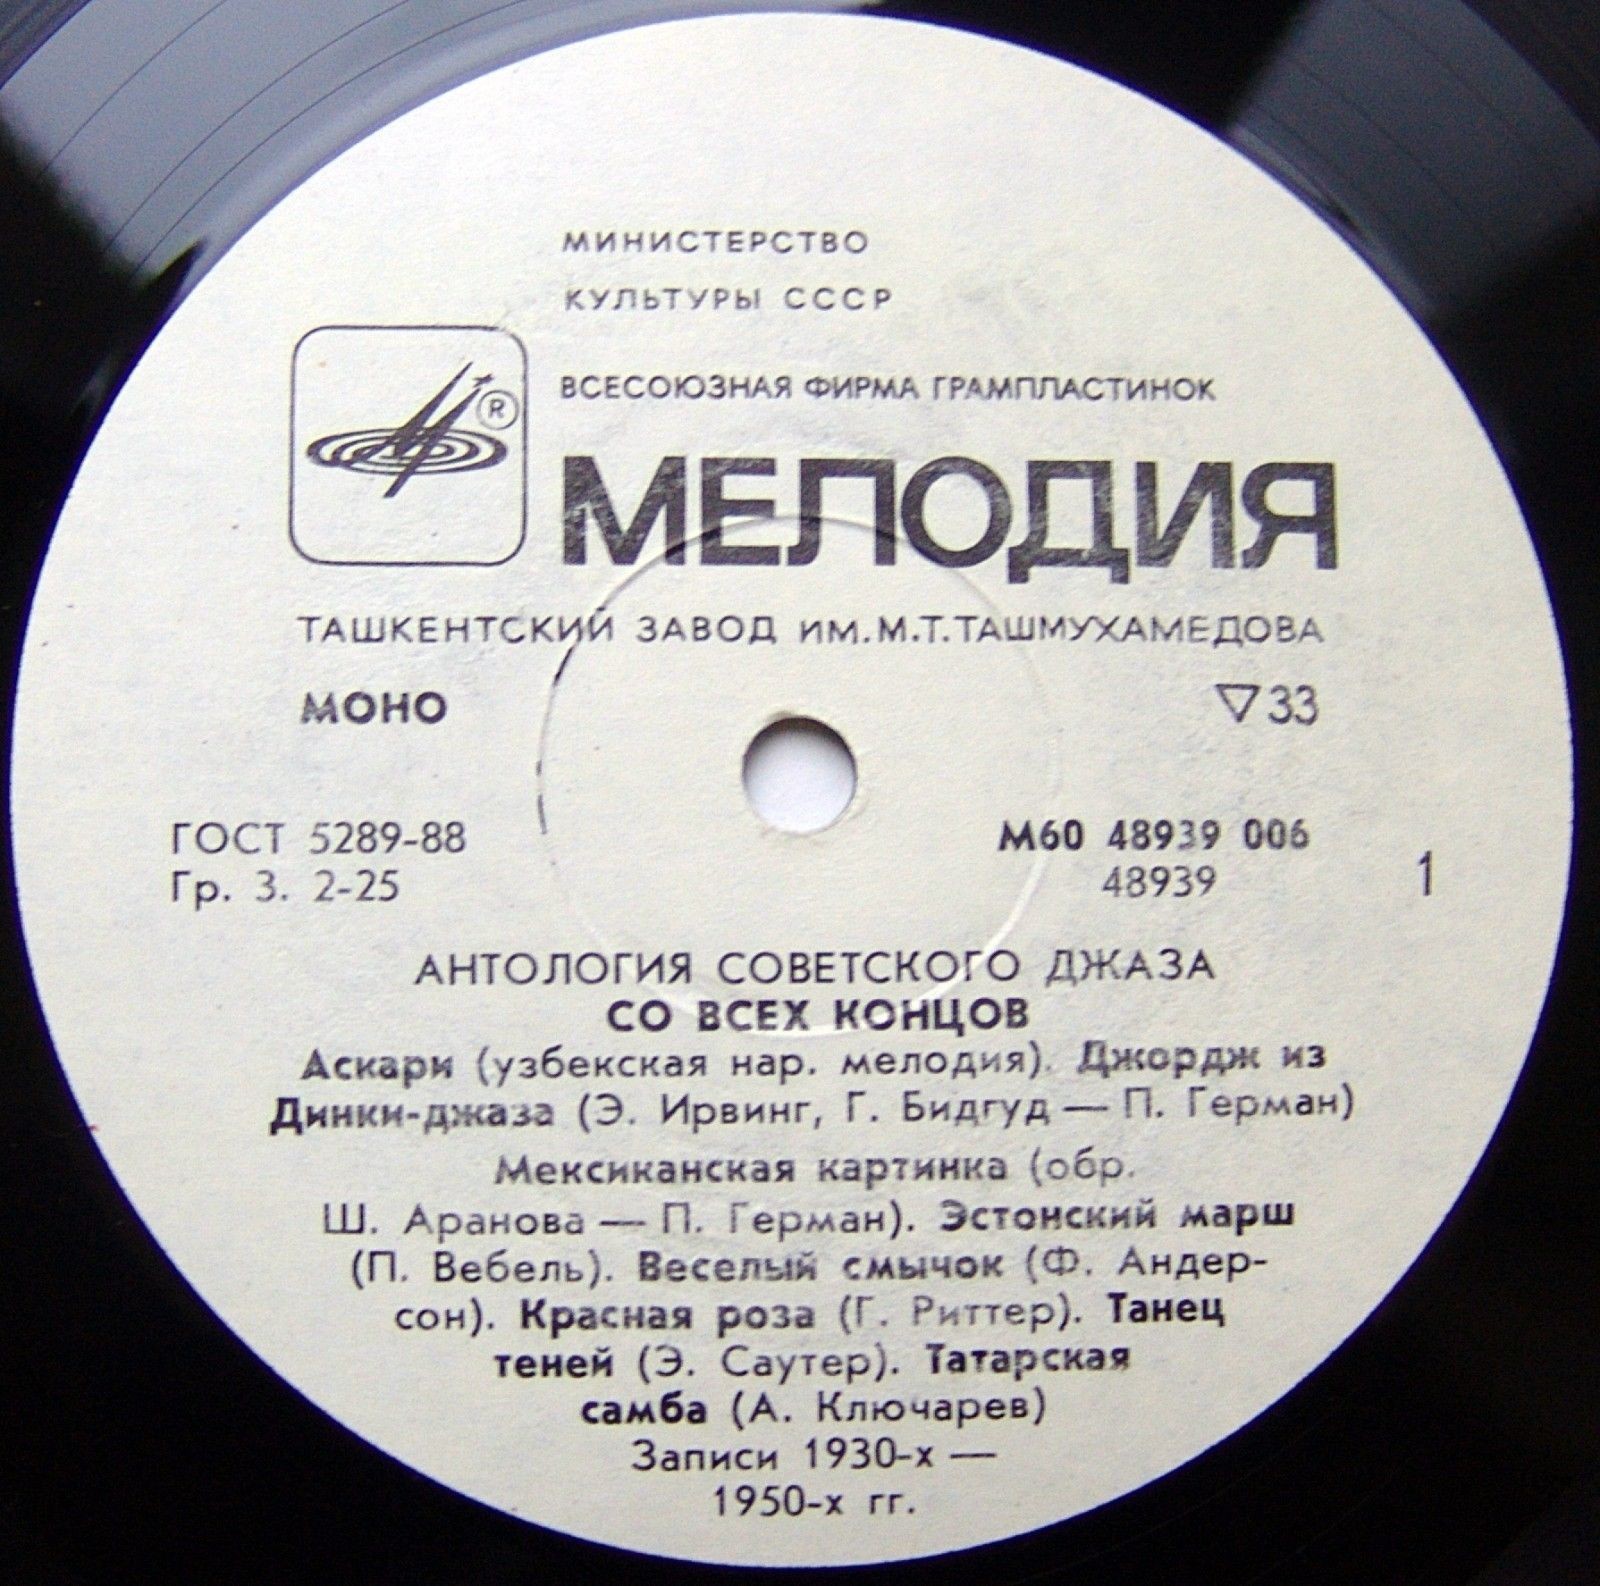 МИНИСТЕРСТВО
КУЛЬТУРЫ СССР
ВСЕСОЮЗНАЯ ФИРМА ГРАМПЛАСТИНОК
R
МЕЛОДИЯ
ТАШКЕНТСКИЙ ЗАВОД ИМ.М.Т.ТАШМУХАМЕДОВА
МОНО
▽33
ГОСТ 5289-88
Гр. 3. 2-25
М60 48939 006
48939
1
АНТОЛОГИЯ СОВЕТСКОГО ДЖАЗА
СО ВСЕХ КОНЦОВ
Аскари (узбекская нар. мелодия). Джордж из
Динки-джаза (Э. Ирвинг, Г. Бидгуд — П. Герман)
Мексиканская картинка (обр.
Ш. Аранова — П. Герман). Эстонский марш
(П. Вебель). Веселый смычок (Ф. Андер-
сон). Красная роза (Г. Риттер). Танец
теней (Э. Саутер). Татарская
самба (А. Ключарев)
Записи 1930-х —
1950-х гг.